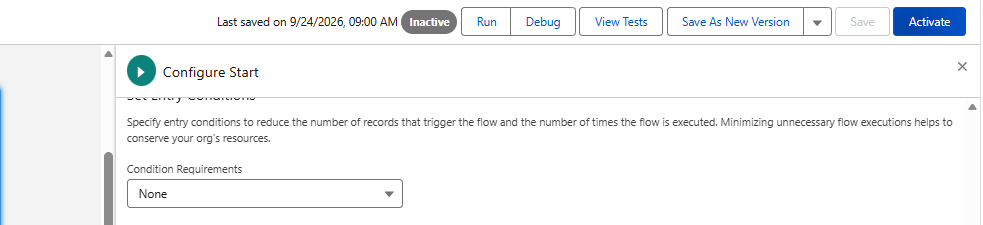 Last saved on 9/24/2026, 09:00 AM Inactive Run Debug View Tests Save As New Version Save Activate
Configure Start
Set Entry Conditions
Specify entry conditions to reduce the number of records that trigger the flow and the number of times the flow is executed. Minimizing unnecessary flow executions helps to
conserve your org's resources.
Condition Requirements
None